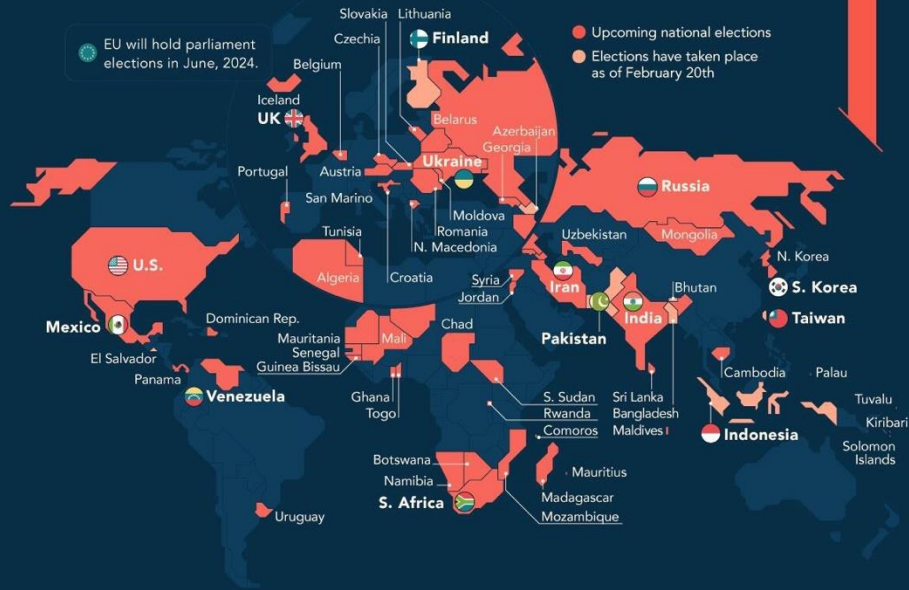 EU will hold parliament
elections in June, 2024.
Upcoming national elections
Elections have taken place
as of February 20th
Slovakia
Lithuania
Czechia
Finland
Belgium
Iceland
UK
Belarus
Azerbaijan
Georgia
Ukraine
Portugal
Austria
San Marino
Moldova
Romania
N. Macedonia
Croatia
Tunisia
Algeria
Russia
Uzbekistan
Mongolia
N. Korea
S. Korea
Taiwan
U.S.
Mexico
Dominican Rep.
El Salvador
Panama
Venezuela
Uruguay
Syria
Jordan
Iran
Pakistan
India
Bhutan
Mauritania
Senegal
Guinea Bissau
Mali
Chad
Ghana
Togo
S. Sudan
Rwanda
Comoros
Sri Lanka
Bangladesh
Maldives
Cambodia
Palau
Indonesia
Tuvalu
Kiribari
Solomon
Islands
Botswana
Namibia
S. Africa
Mauritius
Madagascar
Mozambique